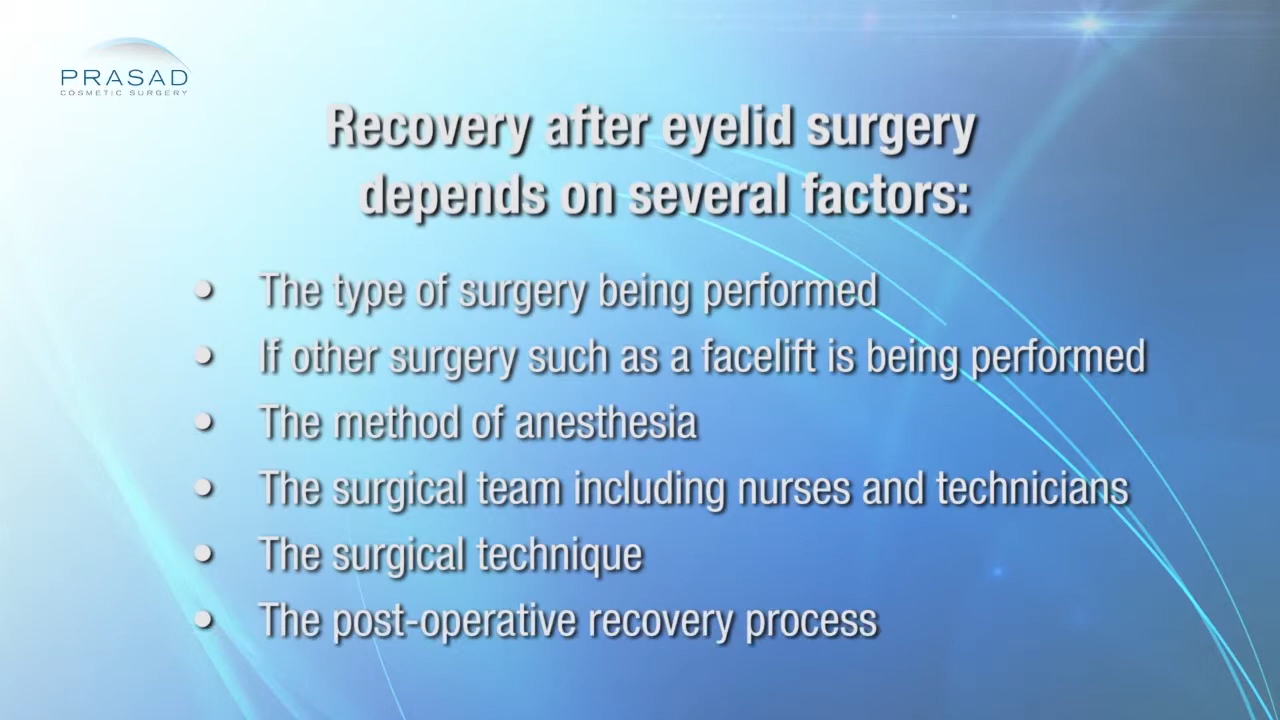 PRASAD
COSMETIC SURGERY
Recovery after eyelid surgery
depends on several factors:
• The type of surgery being performed
• If other surgery such as a facelift is being performed
• The method of anesthesia
• The surgical team including nurses and technicians
• The surgical technique
• The post-operative recovery process